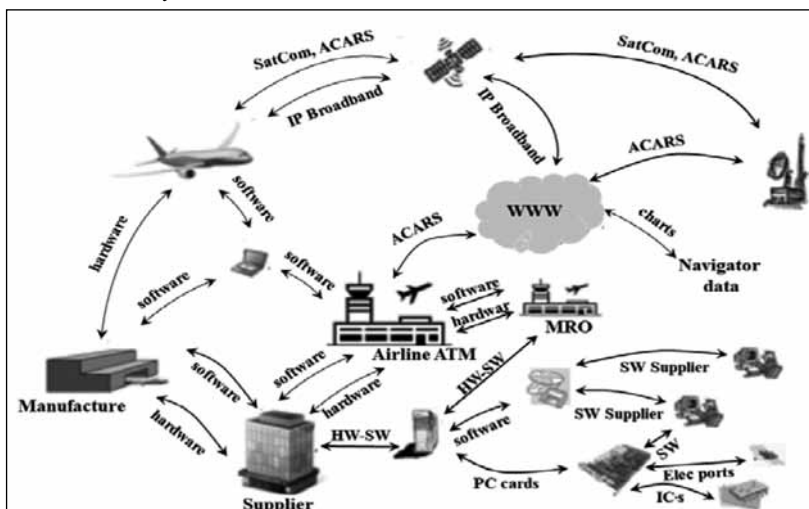 SatCom, ACARS
IP Broadband
SatCom, ACARS
IP Broadband
ACARS
WWW
charts
Navigator
data
hardware
software
software
software
ACARS
software
hardwar
MRO
Airline ATM
Manufacture
software
hardware
software
hardware
HW-SW
Supplier
HW-SW
software
SW Supplier
SW Supplier
SW
PC cards
Elec ports
IC-s